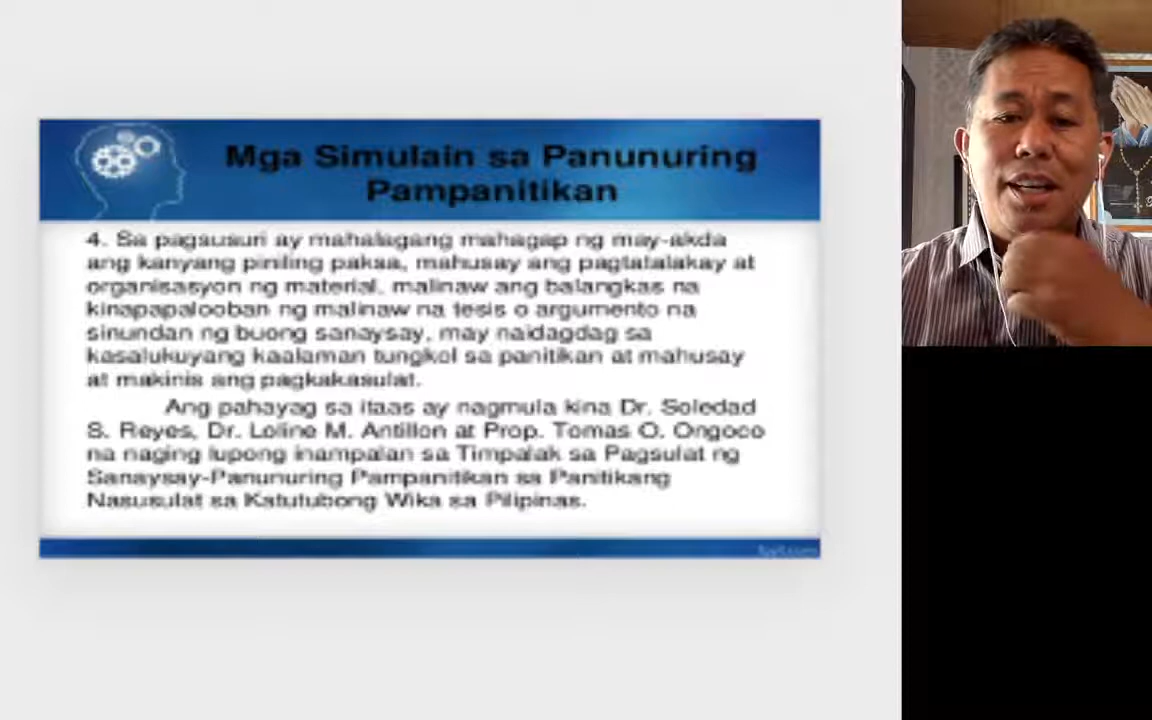 Mga Simulain sa Panunuring
Pampanitikan
4. Sa pagsusuri ay mahalagang mahagap ng may-akda
ang kanyang piniling paksa, mahusay ang pagtatalakay at
organisasyon ng material, malinaw ang balangkas na
kinapapalooban ng malinaw na tesis o argumento na
sinundan ng buong sanaysay, may naidagdag sa
kasalukuyang kaalaman tungkol sa panitikan at mahusay
at makinis ang pagkakasulat.
Ang pahayag sa itaas ay nagmula kina Dr. Soledad
S. Reyes, Dr. Loline M. Antillon at Prop. Tomas O. Ongoco
na naging lupong inampalan sa Timpalak sa Pagsulat ng
Sanaysay-Panunuring Pampanitikan sa Panitikang
Nasusulat sa Katutubong Wika sa Pilipinas.